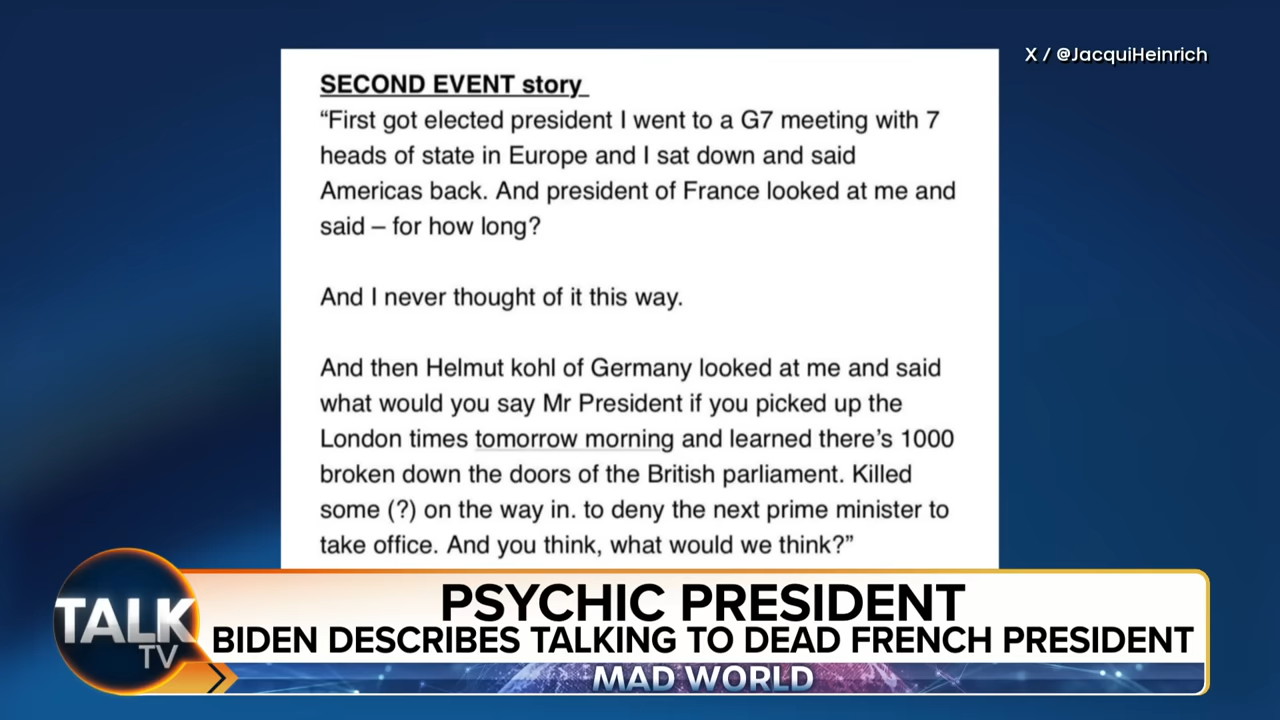 X / @JacquiHeinrich
SECOND EVENT story
“First got elected president I went to a G7 meeting with 7
heads of state in Europe and I sat down and said
Americas back. And president of France looked at me and
said – for how long?
And I never thought of it this way.
And then Helmut kohl of Germany looked at me and said
what would you say Mr President if you picked up the
London times tomorrow morning and learned there’s 1000
broken down the doors of the British parliament. Killed
some (?) on the way in. to deny the next prime minister to
take office. And you think, what would we think?”
PSYCHIC PRESIDENT
BIDEN DESCRIBES TALKING TO DEAD FRENCH PRESIDENT
MAD WORLD
TALK
TV